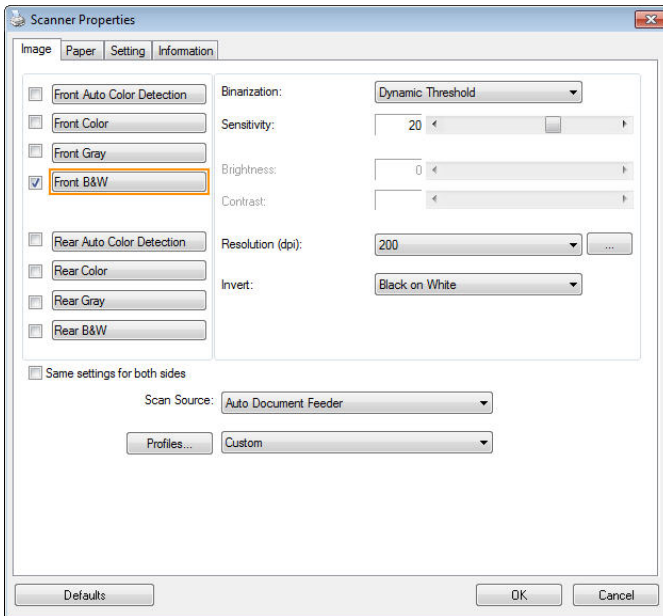 Scanner Properties
Image Paper Setting Information
Front Auto Color Detection
Front Color
Front Gray
Front B&W
Rear Auto Color Detection
Rear Color
Rear Gray
Rear B&W
Binarization: Dynamic Threshold
Sensitivity: 20
Brightness: 0
Contrast:
Resolution (dpi): 200 ...
Invert: Black on White
Same settings for both sides
Scan Source: Auto Document Feeder
Profiles... Custom
Defaults OK Cancel